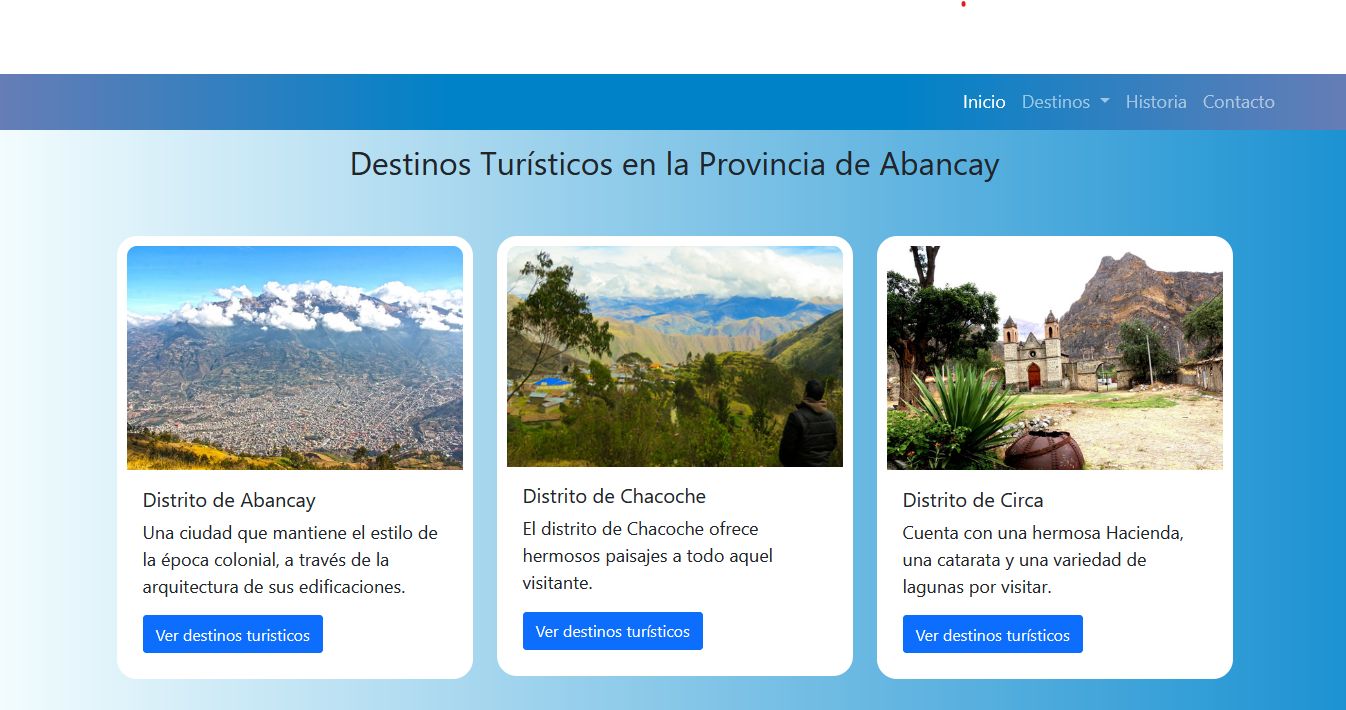 Inicio Destinos Historia Contacto
Destinos Turísticos en la Provincia de Abancay
Distrito de Abancay
Una ciudad que mantiene el estilo de
la época colonial, a través de la
arquitectura de sus edificaciones.
Ver destinos turisticos
Distrito de Chacoche
El distrito de Chacoche ofrece
hermosos paisajes a todo aquel
visitante.
Ver destinos turísticos
Distrito de Circa
Cuenta con una hermosa Hacienda,
una catarata y una variedad de
lagunas por visitar.
Ver destinos turísticos